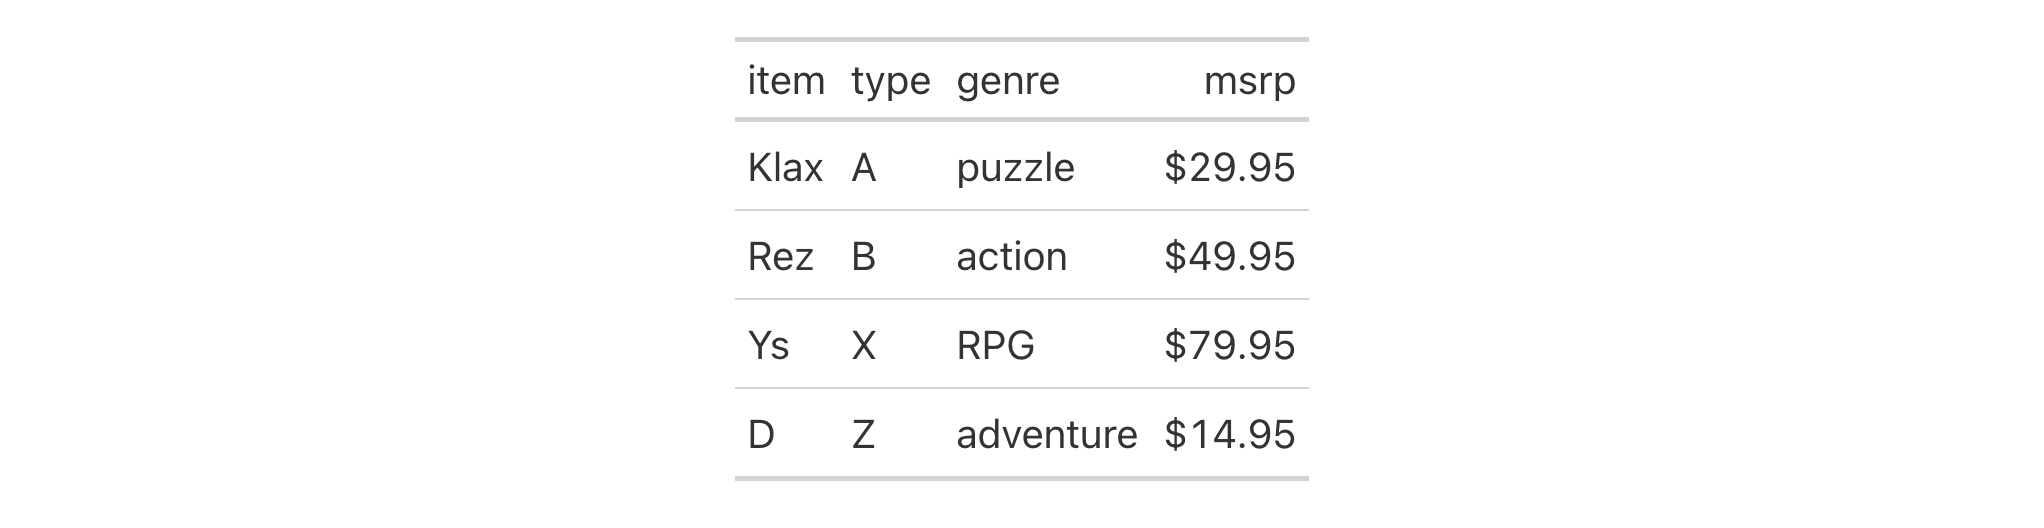 item type genre msrp
Klax A puzzle $29.95
Rez B action $49.95
Ys X RPG $79.95
D Z adventure $14.95